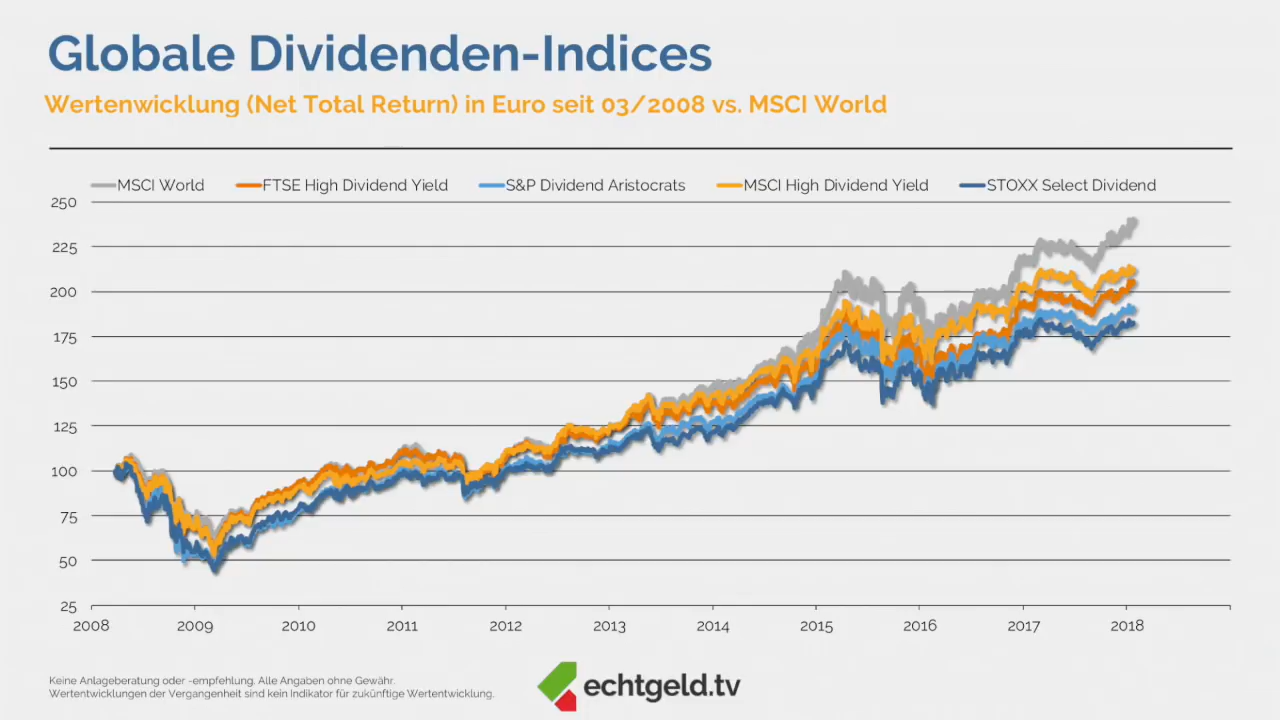 Globale Dividenden-Indices
Wertenwicklung (Net Total Return) in Euro seit 03/2008 vs. MSCI World
MSCI World FTSE High Dividend Yield S&P Dividend Aristocrats MSCI High Dividend Yield STOXX Select Dividend
250
225
200
175
150
125
100
75
50
25
2008 2009 2010 2011 2012 2013 2014 2015 2016 2017 2018
Keine Anlageberatung oder -empfehlung. Alle Angaben ohne Gewähr.
Wertentwicklungen der Vergangenheit sind kein Indikator für zukünftige Wertentwicklung.
echtgeld.tv